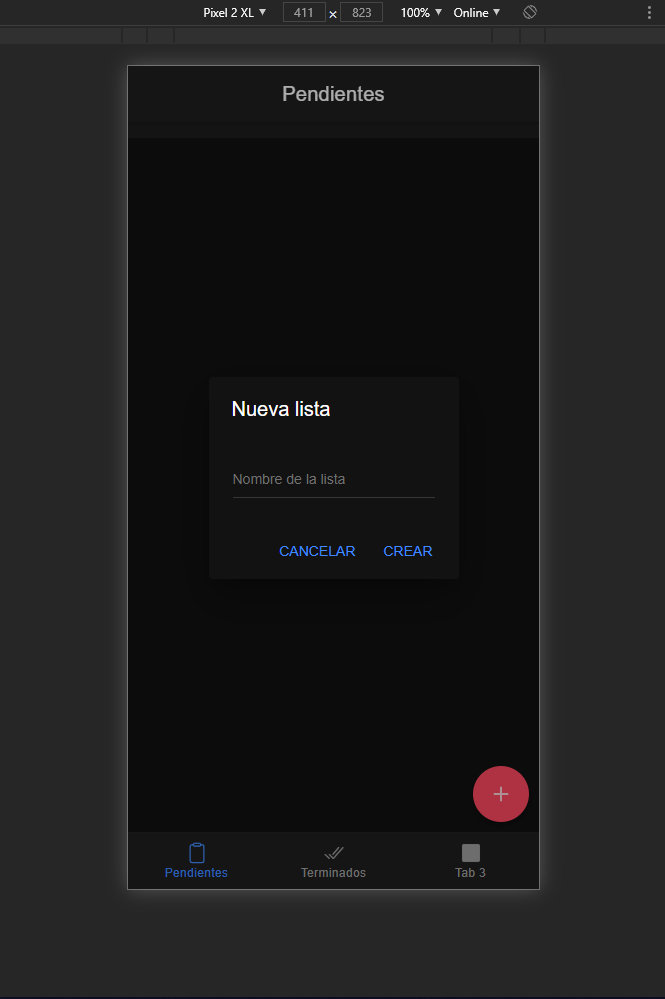 Pixel 2 XL ▼ 411 × 823 100% ▼ Online ▼
Pendientes
Nueva lista
Nombre de la lista
CANCELAR CREAR
Pendientes Terminados Tab 3